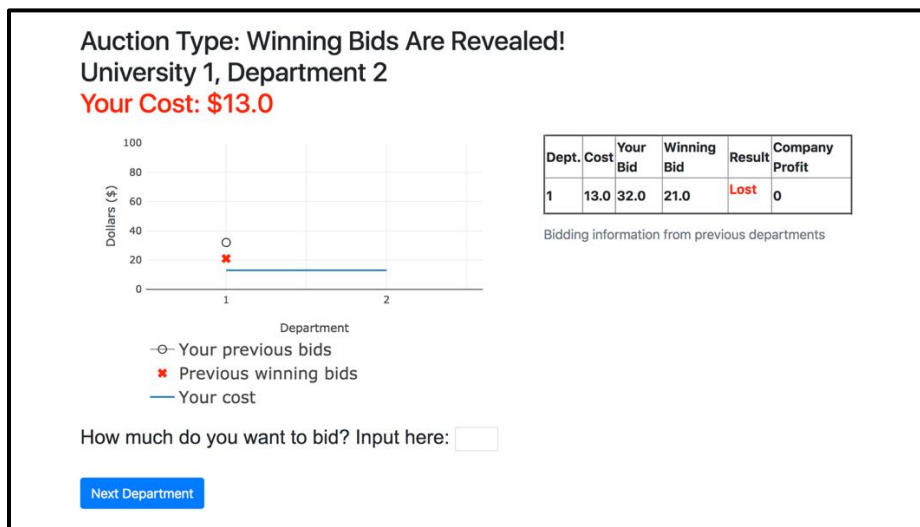 Auction Type: Winning Bids Are Revealed!
University 1, Department 2
Your Cost: $13.0
100
80
60
40
20
0
Dollars ($)
1 2
Department
Your previous bids
Previous winning bids
Your cost
Dept. Cost Your Bid Winning Bid Result Company Profit
1 13.0 32.0 21.0 Lost 0
Bidding information from previous departments
How much do you want to bid? Input here:
Next Department